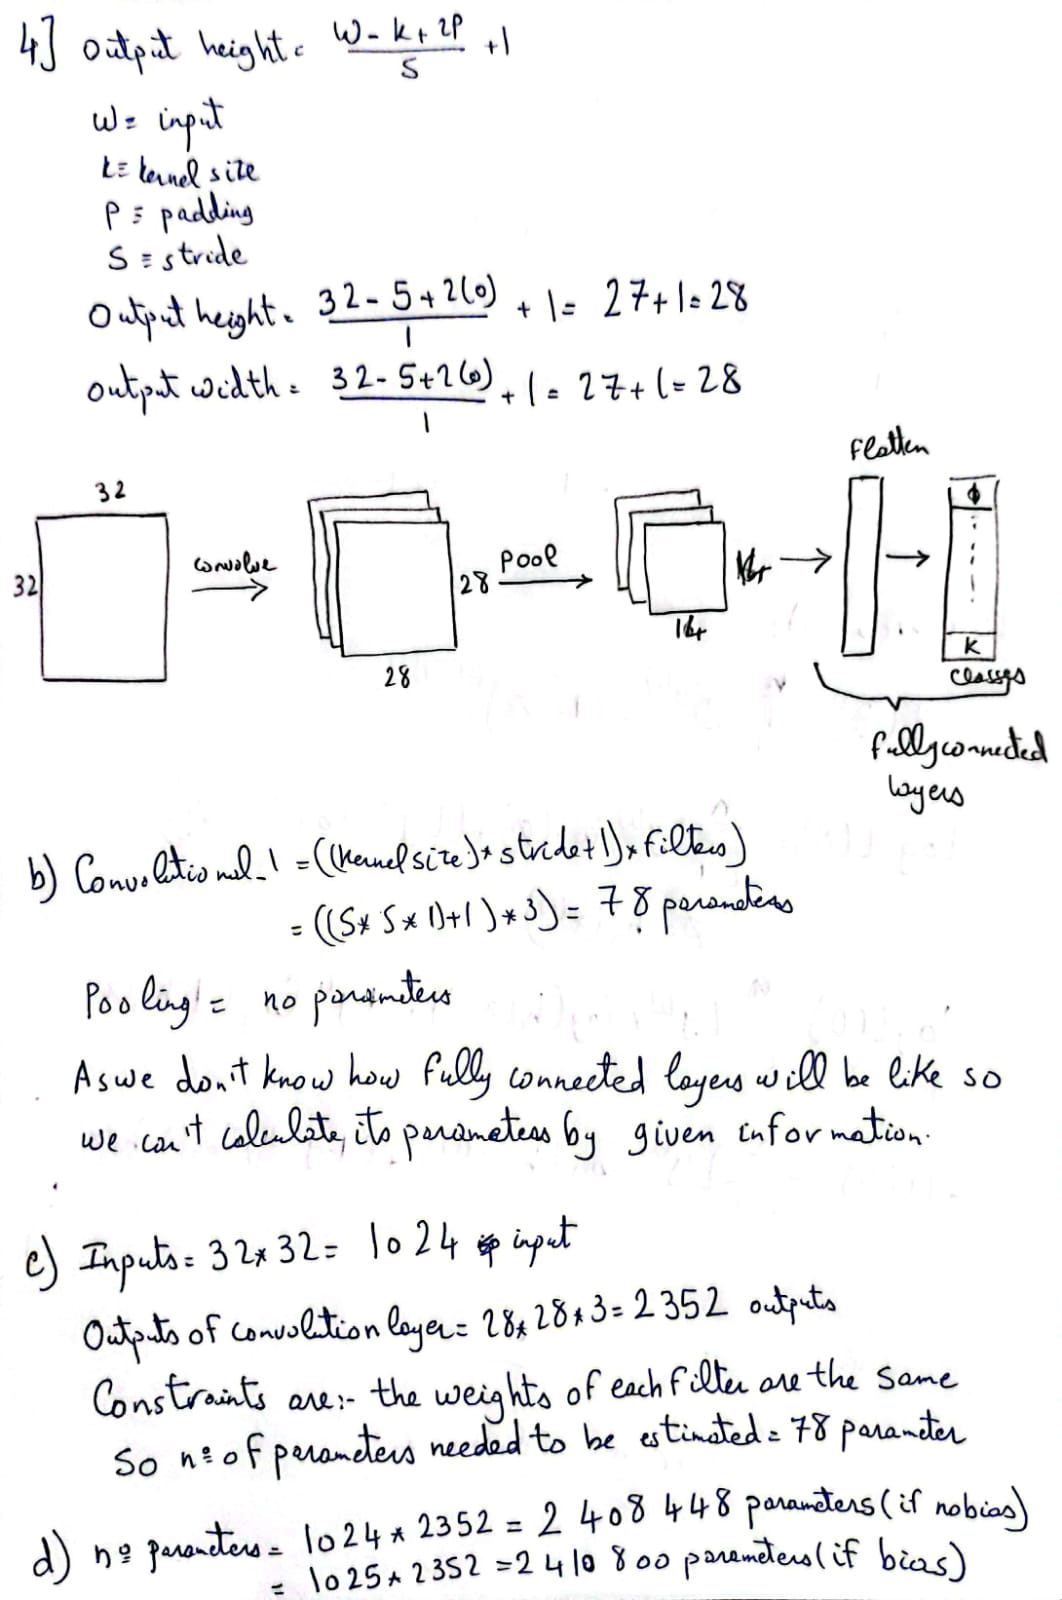 4] Output height = W - k + 2P / S + 1
W = input
k = kernel size
P = padding
S = stride
Output height = 32 - 5 + 2(0) / 1 + 1 = 27 + 1 = 28
Output width = 32 - 5 + 2(0) / 1 + 1 = 27 + 1 = 28
Flatten
32
32
convolve
28
28
Pool
14
k
classes
fully connected
layers
b) Convolutional_1 = ((kernel size) * stride + 1) * filters)
= ((5 * 5 * 1) + 1) * 3) = 78 parameters
Pooling = no parameters
As we don't know how fully connected layers will be like so
we can't calculate its parameters by given information.
c) Inputs = 32 * 32 = 1024 input
Outputs of convolution layer = 28 * 28 * 3 = 2352 outputs
Constraints are :- the weights of each filter are the same
So nº of parameters needed to be estimated = 78 parameter
d) nº parameters = 1024 * 2352 = 2 408 448 parameters (if no bias)
= 1025 * 2352 = 2 410 800 parameters (if bias)